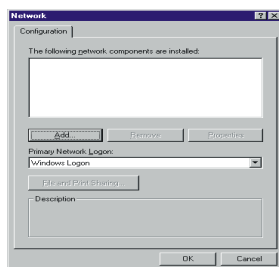 Network
Configuration
The following network components are installed:
Add...
Remove
Properties
Primary Network Logon:
Windows Logon
File and Print Sharing...
Description
OK
Cancel